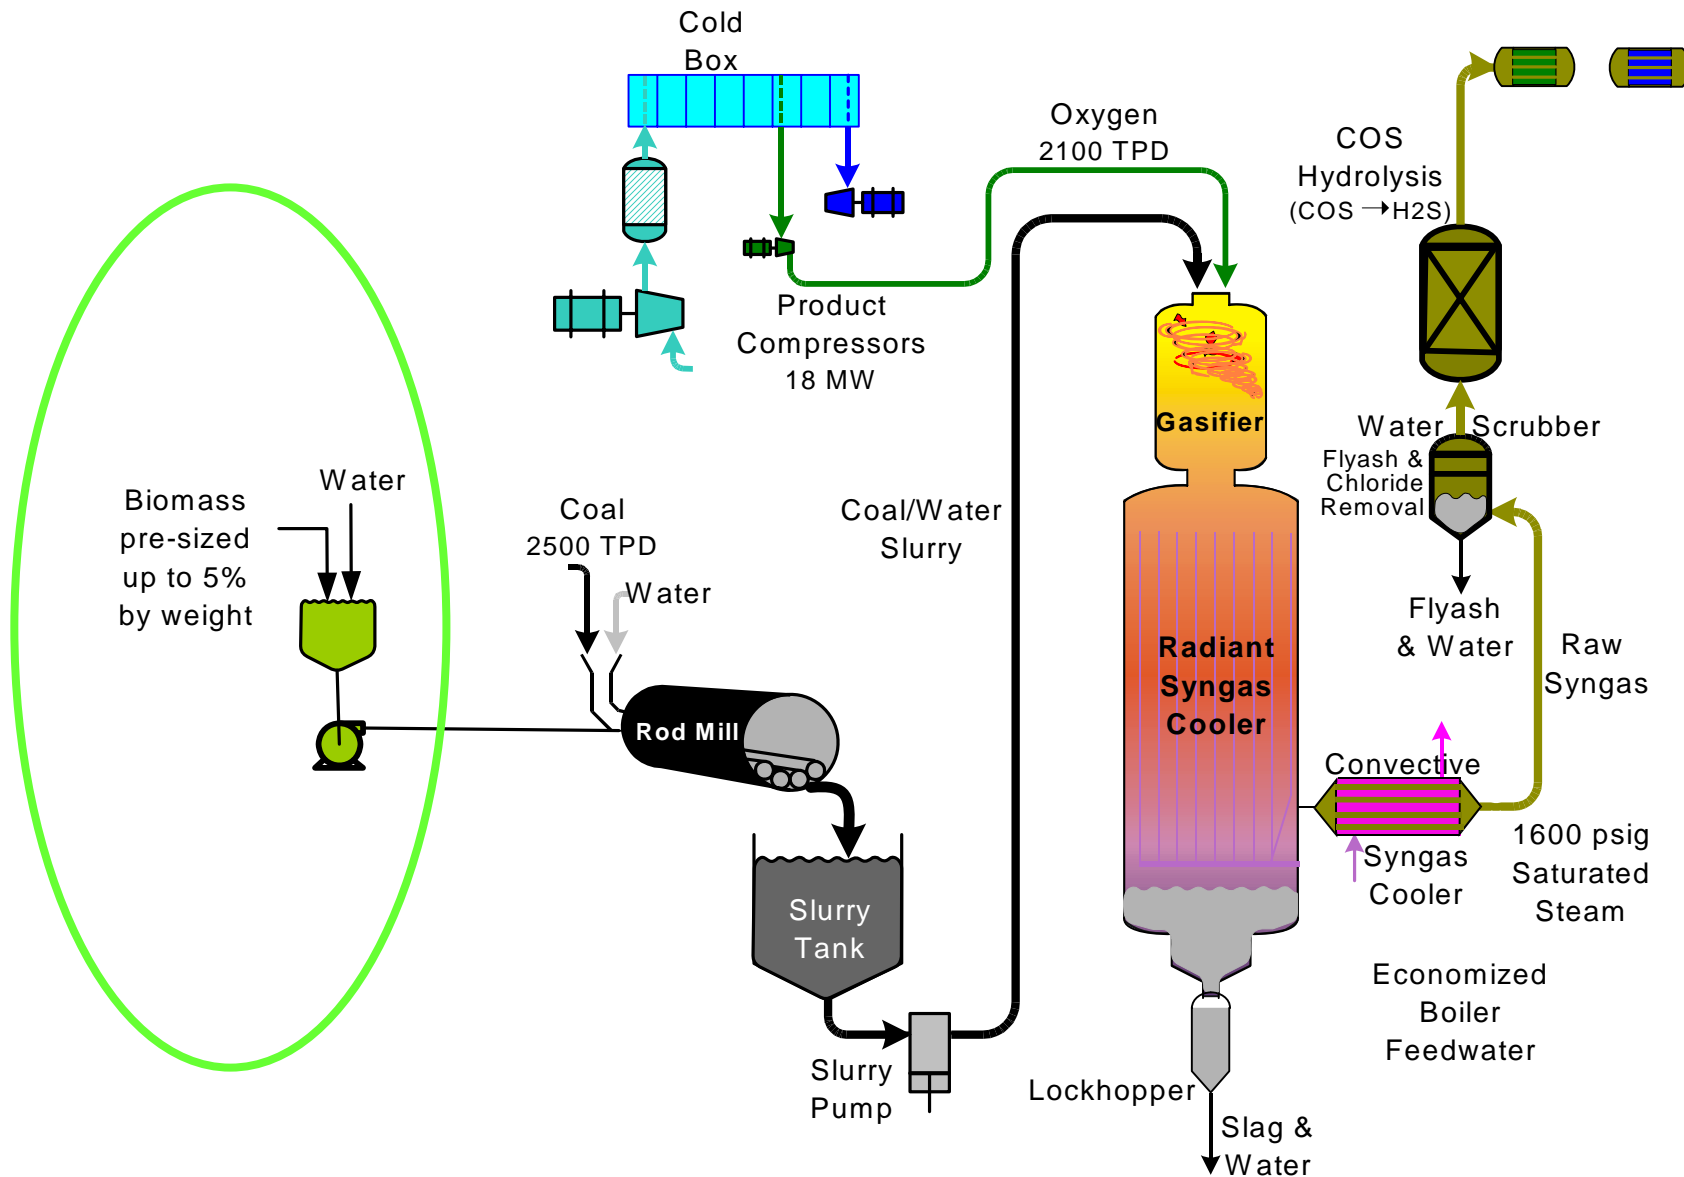 Cold
Box
Oxygen
2100 TPD
COS
Hydrolysis
(COS → H2S)
Product
Compressors
18 MW
Gasifier
Water Scrubber
Flyash &
Chloride
Removal
Water
Biomass
pre-sized
up to 5%
by weight
Coal
2500 TPD
Water
Coal/Water
Slurry
Flyash
& Water
Raw
Syngas
Radiant
Syngas
Cooler
Rod Mill
Convective
Syngas
Cooler
1600 psig
Saturated
Steam
Slurry
Tank
Economized
Boiler
Feedwater
Slurry
Pump
Lockhopper
Slag &
Water